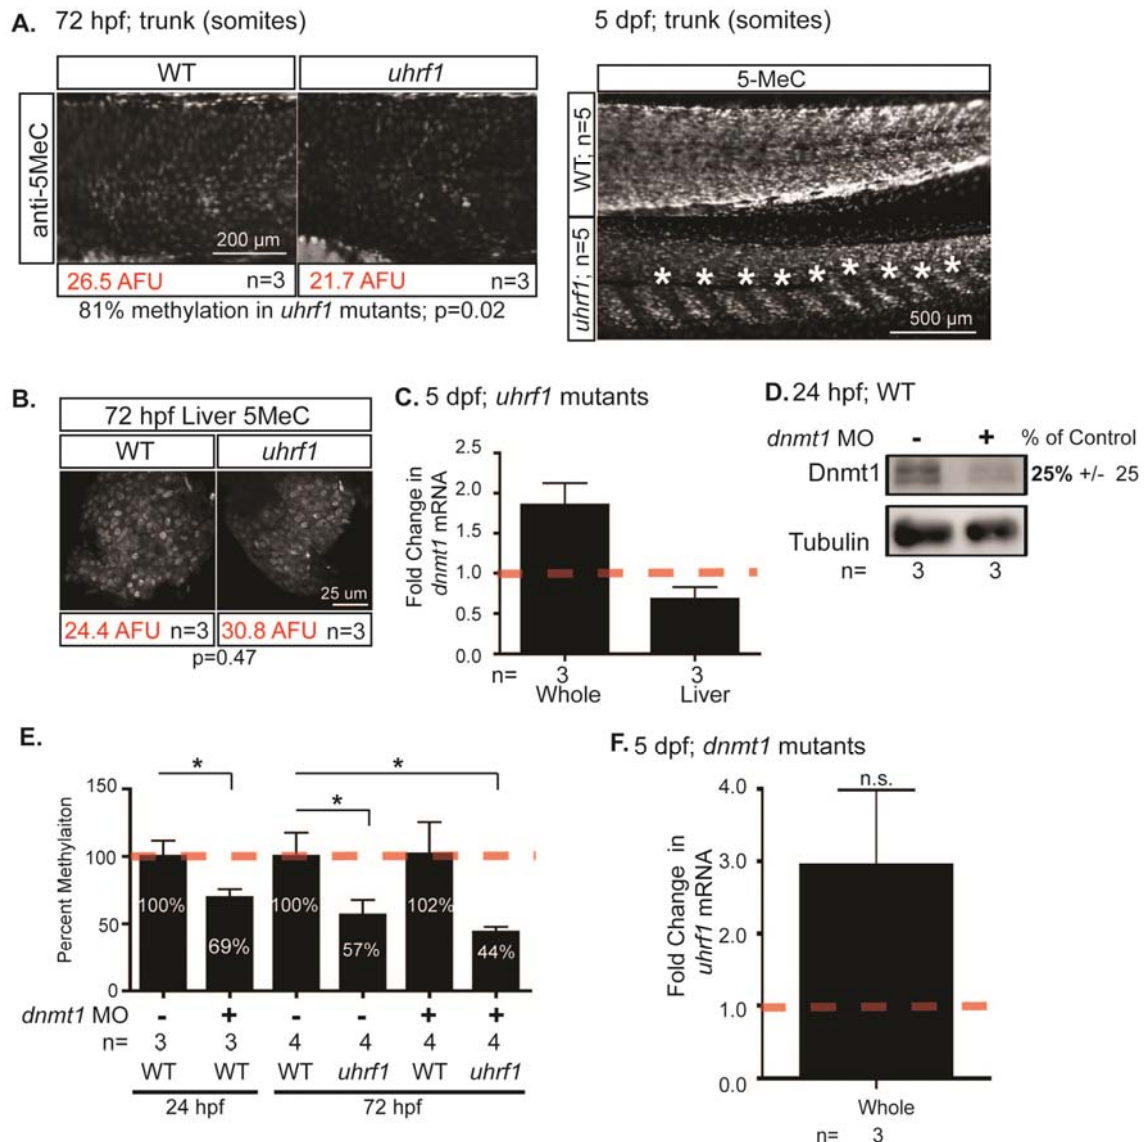 A. 72 hpf; trunk (somites)
5 dpf; trunk (somites)
WT
uhrf1
anti-5MeC
200 µm
26.5 AFU n=3
21.7 AFU n=3
81% methylation in uhrf1 mutants; p=0.02
5-MeC
WT; n=5
uhrf1; n=5
* * * * * * * * *
500 µm
B.
72 hpf Liver 5MeC
WT
uhrf1
25 um
24.4 AFU n=3
30.8 AFU n=3
p=0.47
C. 5 dpf; uhrf1 mutants
Fold Change in
dnmt1 mRNA
2.5
2.0
1.5
1.0
0.5
0.0
n= 3 3
Whole Liver
D. 24 hpf; WT
dnmt1 MO - + % of Control
Dnmt1 25% +/- 25
Tubulin
n= 3 3
E.
Percent Methylaiton
150
100
50
0
*
*
*
100%
69%
100%
57%
102%
44%
dnmt1 MO - + - - + +
n= 3 3 4 4 4 4
WT WT WT uhrf1 WT uhrf1
24 hpf 72 hpf
F. 5 dpf; dnmt1 mutants
Fold Change in
uhrf1 mRNA
4.0
3.0
2.0
1.0
0.0
n.s.
Whole
n= 3